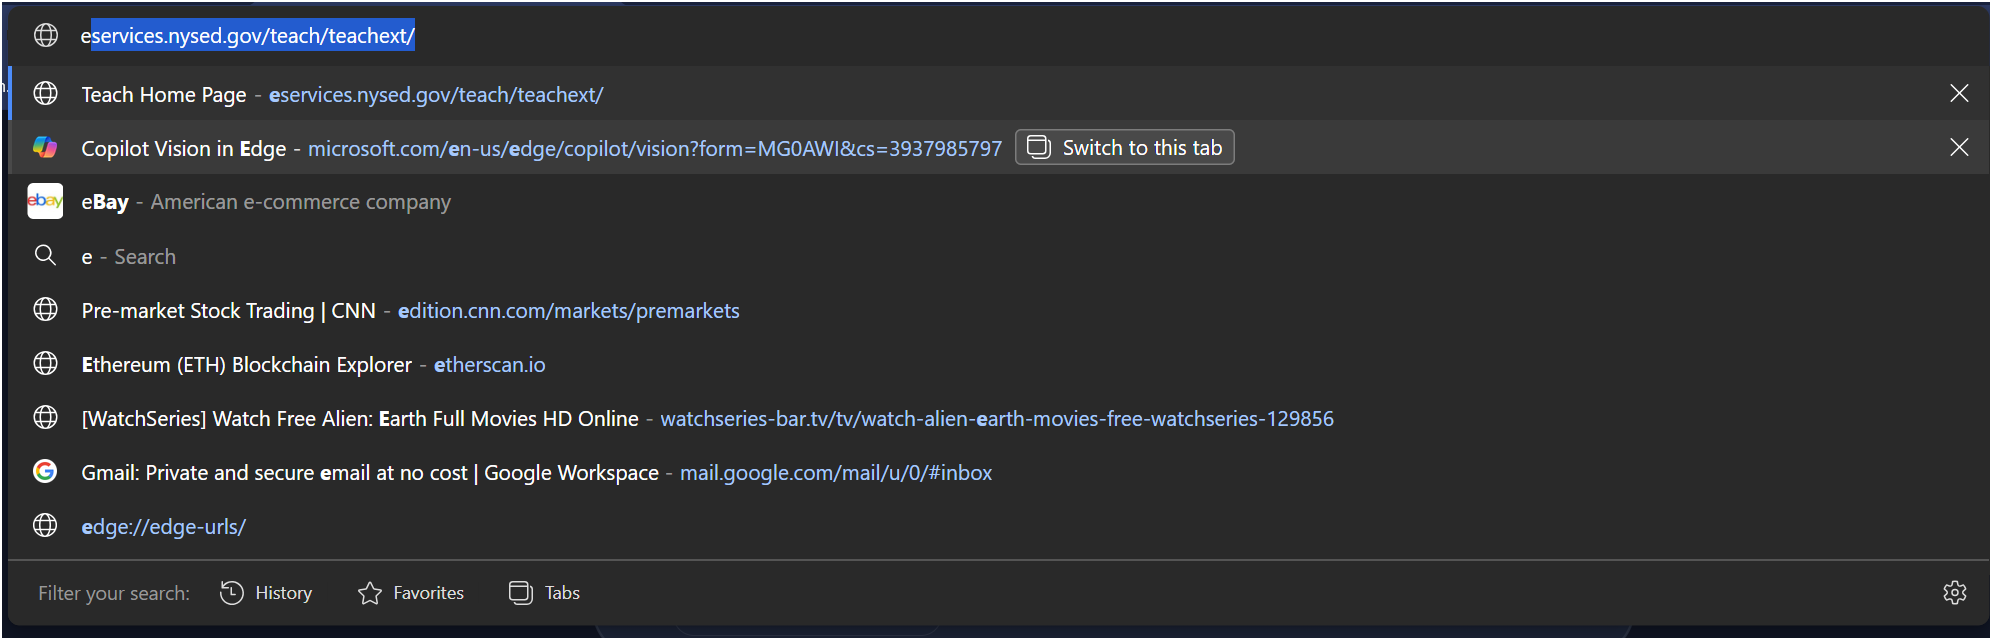 eservices.nysed.gov/teach/teachext/
Teach Home Page - eservices.nysed.gov/teach/teachext/
Copilot Vision in Edge - microsoft.com/en-us/edge/copilot/vision?form=MG0AWI&cs=3937985797 Switch to this tab
ebay eBay - American e-commerce company
e - Search
Pre-market Stock Trading | CNN - edition.cnn.com/markets/premarkets
Ethereum (ETH) Blockchain Explorer - etherscan.io
[WatchSeries] Watch Free Alien: Earth Full Movies HD Online - watchseries-bar.tv/tv/watch-alien-earth-movies-free-watchseries-129856
Gmail: Private and secure email at no cost | Google Workspace - mail.google.com/mail/u/0/#inbox
edge://edge-urls/
Filter your search: History Favorites Tabs